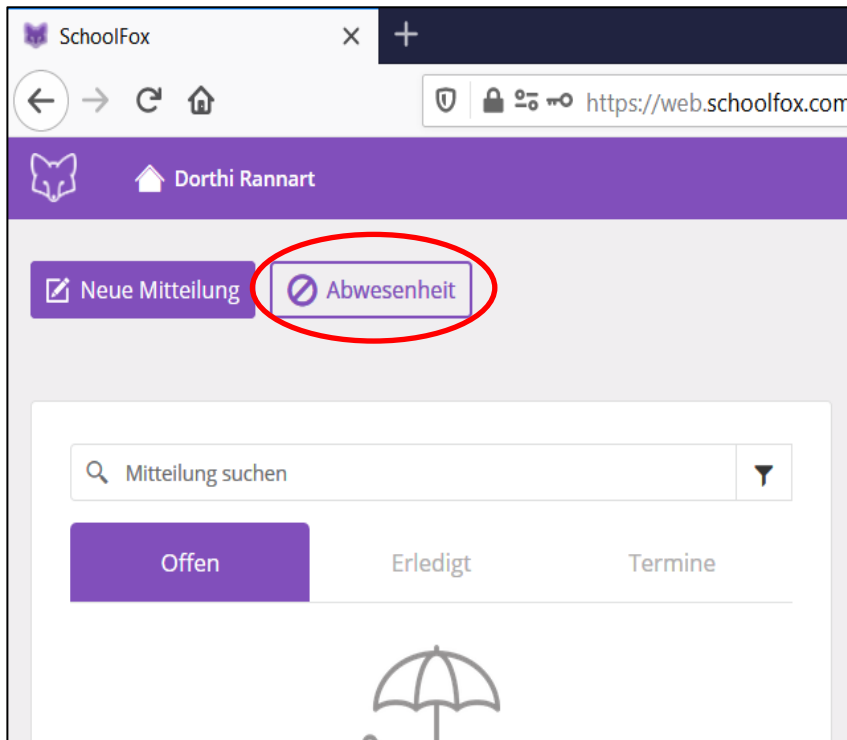 SchoolFox
https://web.schoolfox.com
Dorthi Rannart
Neue Mitteilung
Abwesenheit
Mitteilung suchen
Offen Erledigt Termine